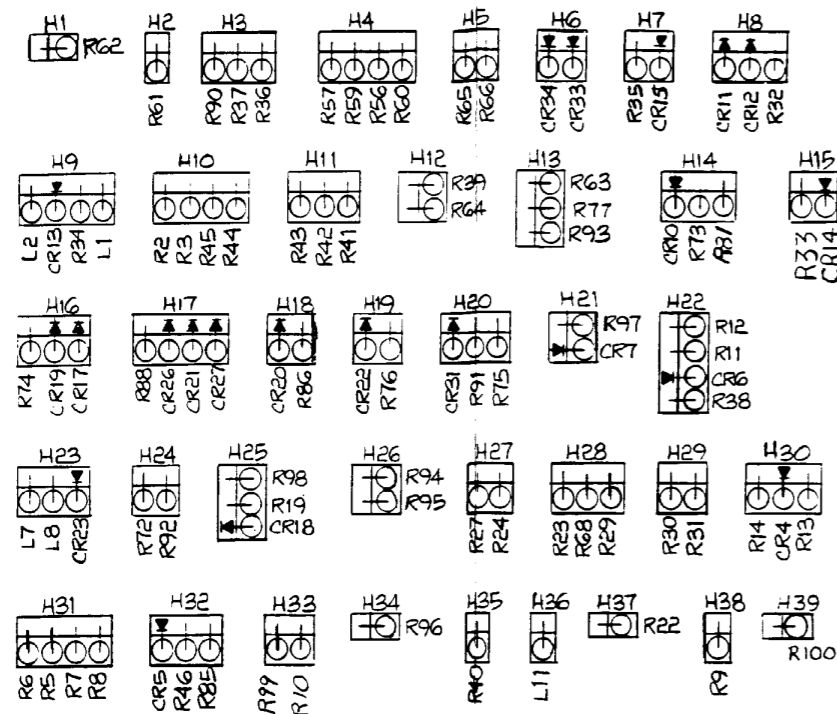 H1 H2 H3 H4 H5 H6 H7 H8
R62
R61 R90 R37 R36 R57 R59 R56 R60 R65 R66 CR34 CR33 R35 CR15 CR11 CR12 R32
H9 H10 H11 H12 H13 H14 H15
R39 R63
R64 R77
R93
L2 CR13 R34 L1 R2 R3 R45 R44 R43 R42 R41 CR10 R73 R81 R33 CR14
H16 H17 H18 H19 H20 H21 H22
R97 R12
CR7 R11
CR6
R38
R74 CR19 CR17 R88 CR26 CR21 CR27 CR20 R86 CR22 R76 CR31 R91 R75
H23 H24 H25 H26 H27 H28 H29 H30
R98 R94
R19 R95
CR18
L7 L8 CR23 R72 R92 R27 R24 R23 R68 R29 R30 R31 R14 CR4 R13
H31 H32 H33 H34 H35 H36 H37 H38 H39
R96 R22
R100
R6 R5 R7 R8 CR5 R46 R85 R99 R10 R40 L11 R9